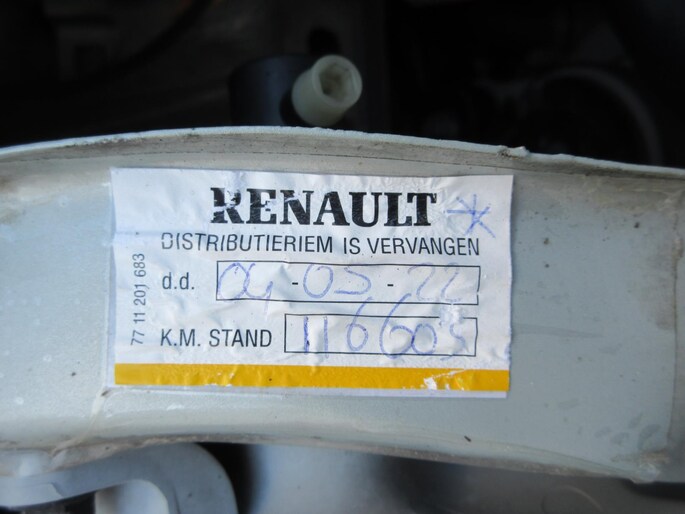 RENAULT *
DISTRIBUTIERIEM IS VERVANGEN
d.d. 04-05-22
K.M. STAND 116605
77 11 201 683